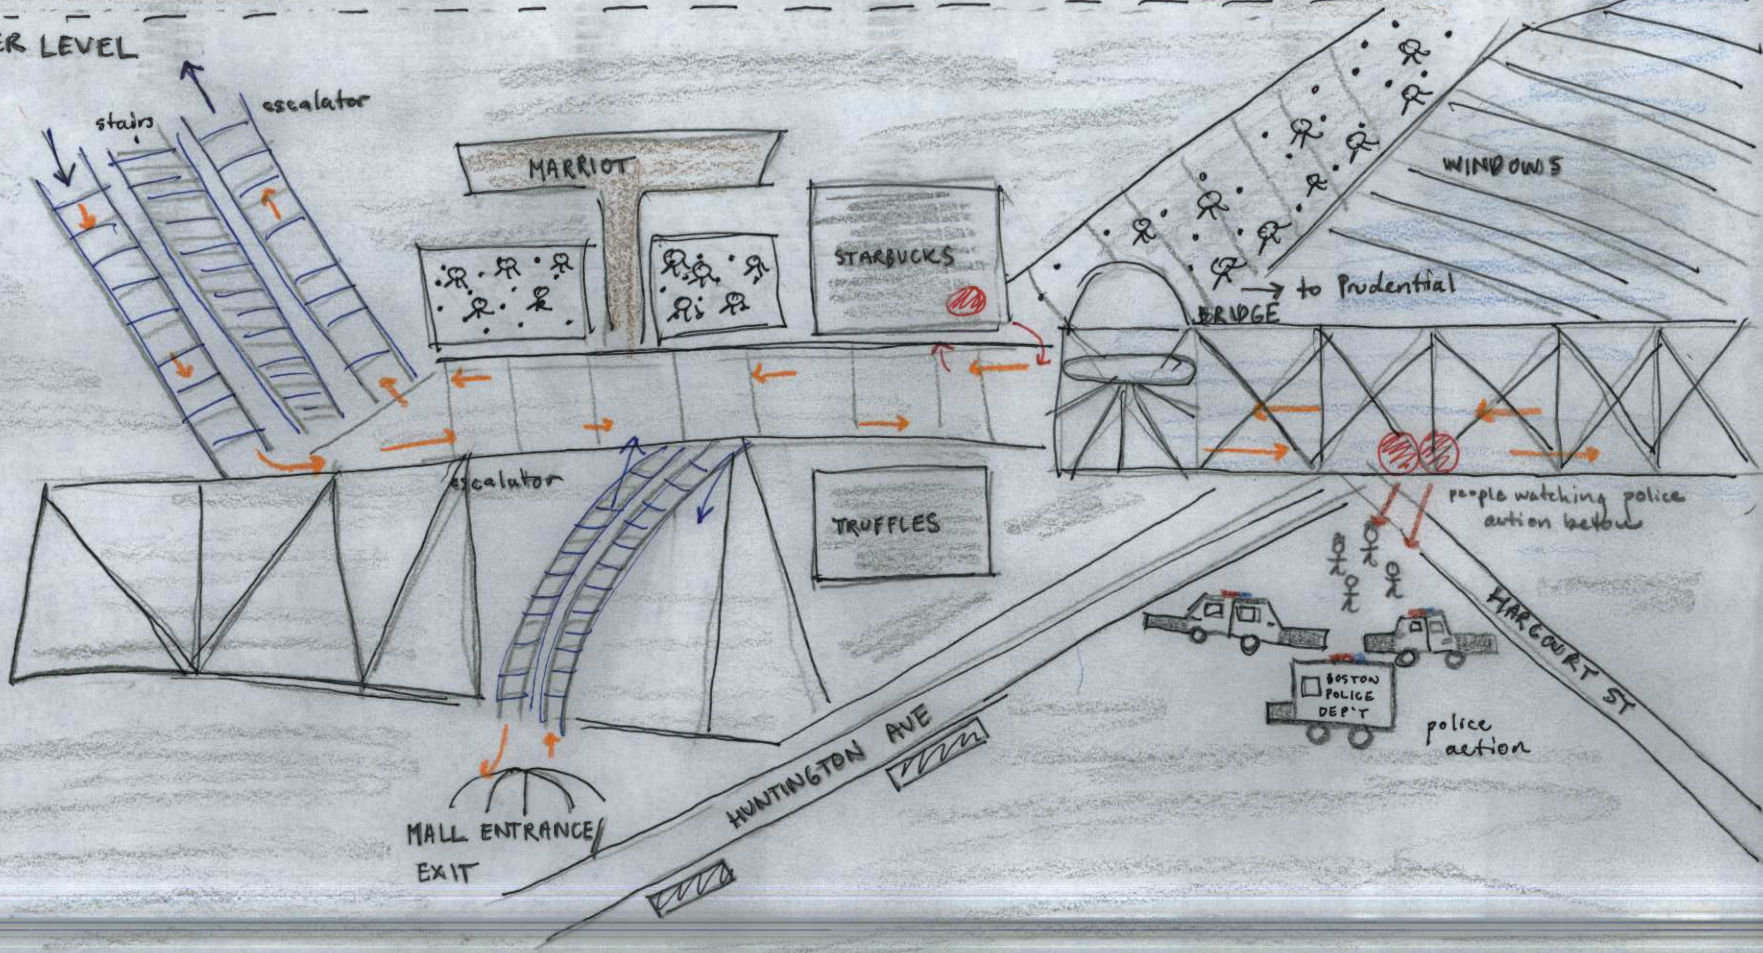 ER LEVEL
stairs
escalator
MARRIOT
STARBUCKS
WINDOWS
→ to Prudential
BRIDGE
escalator
TRUFFLES
people watching police
action below
HARCOURT ST
BOSTON
POLICE
DEP'T
police
action
HUNTINGTON AVE
MALL ENTRANCE/
EXIT